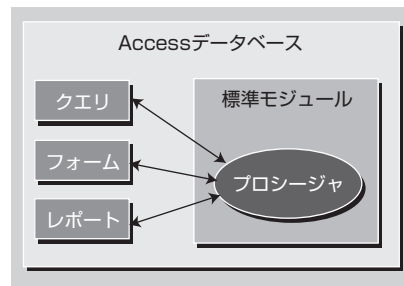 Accessデータベース
クエリ
標準モジュール
フォーム
プロシージャ
レポート